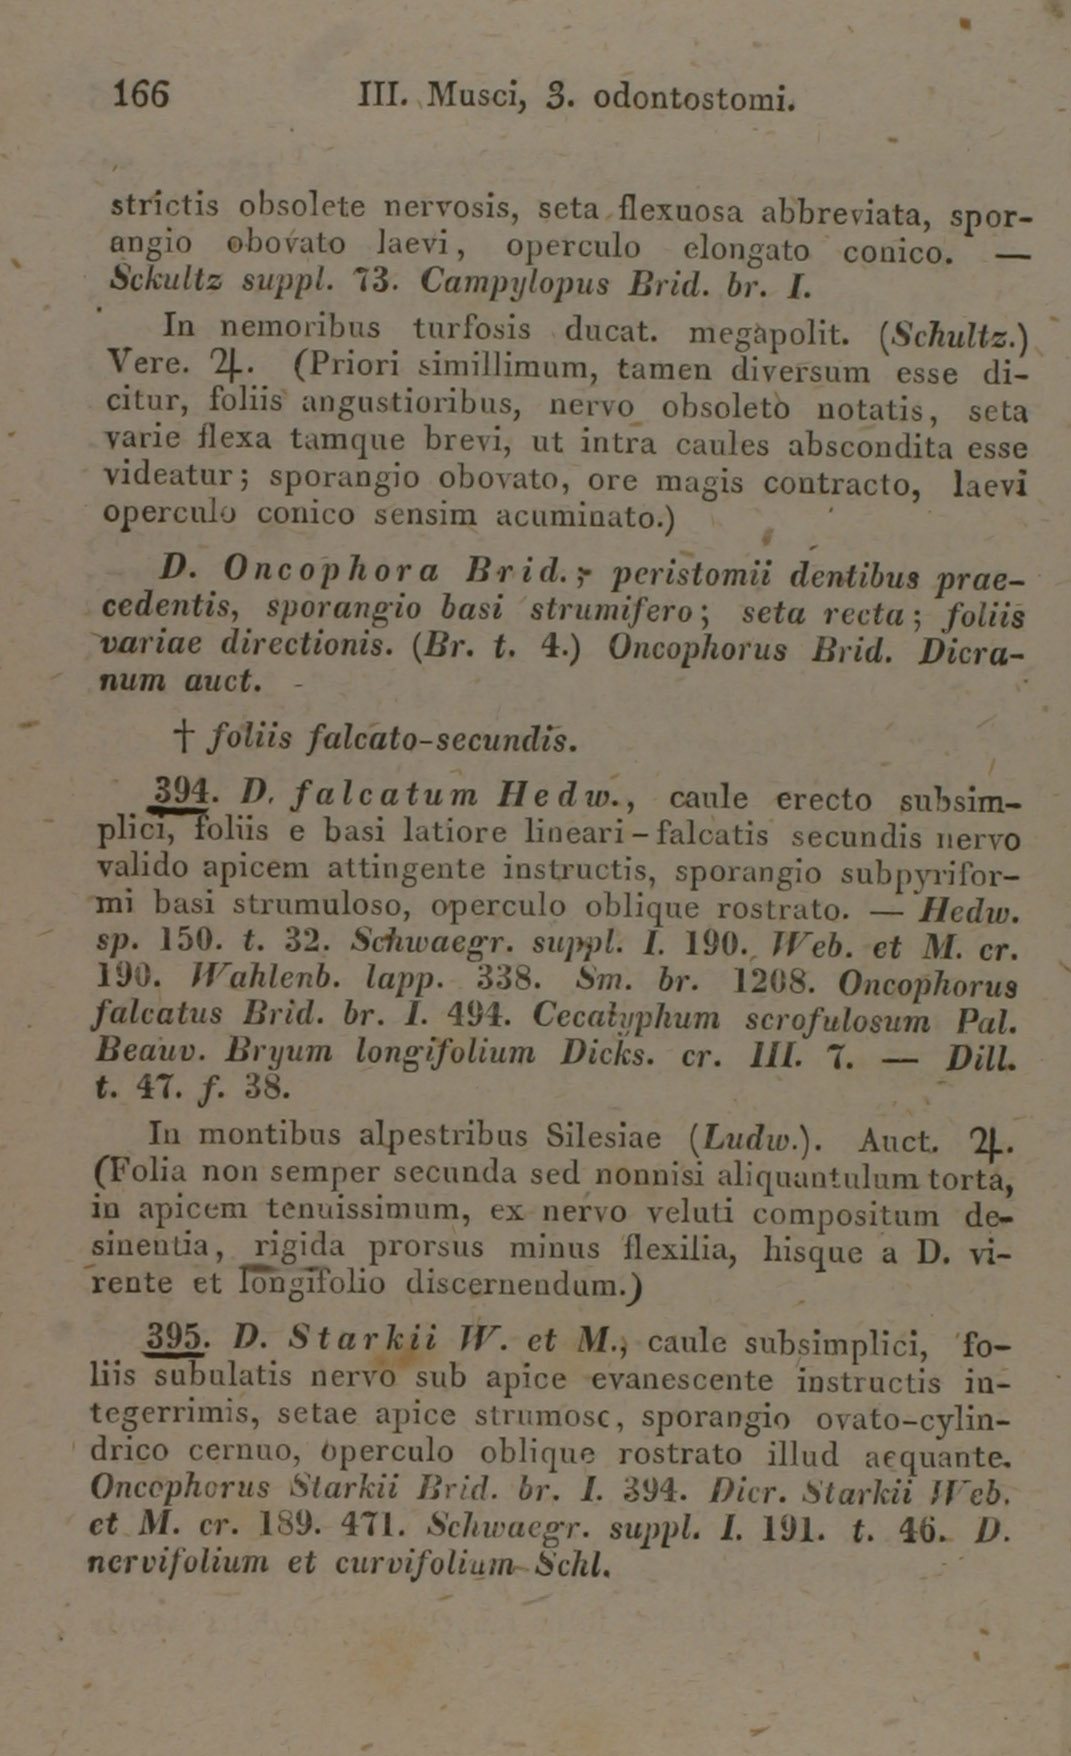 166 III. Musci, 3. odontostomi.
strictis obsolete nervosis, seta flexuosa abbreviata, spor-
angio obovato laevi, operculo elongato conico. —
Schultz suppl. 73. Campylopus Brid. br. I.
In nemoribus turfosis ducat. megapolit. (Schultz.)
Vere. ♃. (Priori simillimum, tamen diversum esse di-
citur, foliis angustioribus, nervo obsoleto notatis, seta
varie flexa tamque brevi, ut intra caules abscondita esse
videatur; sporangio obovato, ore magis contracto, laevi
operculo conico sensim acuminato.)
D. Oncophora Brid.; peristomii dentibus prae-
cedentis, sporangio basi strumifero; seta recta; foliis
variae directionis. (Br. t. 4.) Oncophorus Brid. Dicra-
num auct.
† foliis falcato-secundis.
394. D. falcatum Hedw., caule erecto subsim-
plici, foliis e basi latiore lineari-falcatis secundis nervo
valido apicem attingente instructis, sporangio subpyrifor-
mi basi strumuloso, operculo oblique rostrato. — Hedw.
sp. 150. t. 32. Schwaegr. suppl. I. 190. Web. et M. cr.
190. Wahlenb. lapp. 338. Sm. br. 1208. Oncophorus
falcatus Brid. br. I. 494. Cecalyphum scrofulosum Pal.
Beauv. Bryum longifolium Dicks. cr. III. 7. — Dill.
t. 47. f. 38.
In montibus alpestribus Silesiae (Ludw.). Auct. ♃.
(Folia non semper secunda sed nonnisi aliquantulum torta,
in apicem tenuissimum, ex nervo veluti compositum de-
sinentia, rigida prorsus minus flexilia, hisque a D. vi-
rente et longifolio discernendum.)
395. D. Starkii W. et M., caule subsimplici, fo-
liis subulatis nervo sub apice evanescente instructis in-
tegerrimis, setae apice strumose, sporangio ovato-cylin-
drico cernuo, operculo oblique rostrato illud aequante.
Oncophorus Starkii Brid. br. I. 394. Dicr. Starkii Web.
et M. cr. 189. 471. Schwaegr. suppl. I. 191. t. 46. D.
nervifolium et curvifolium Schl.